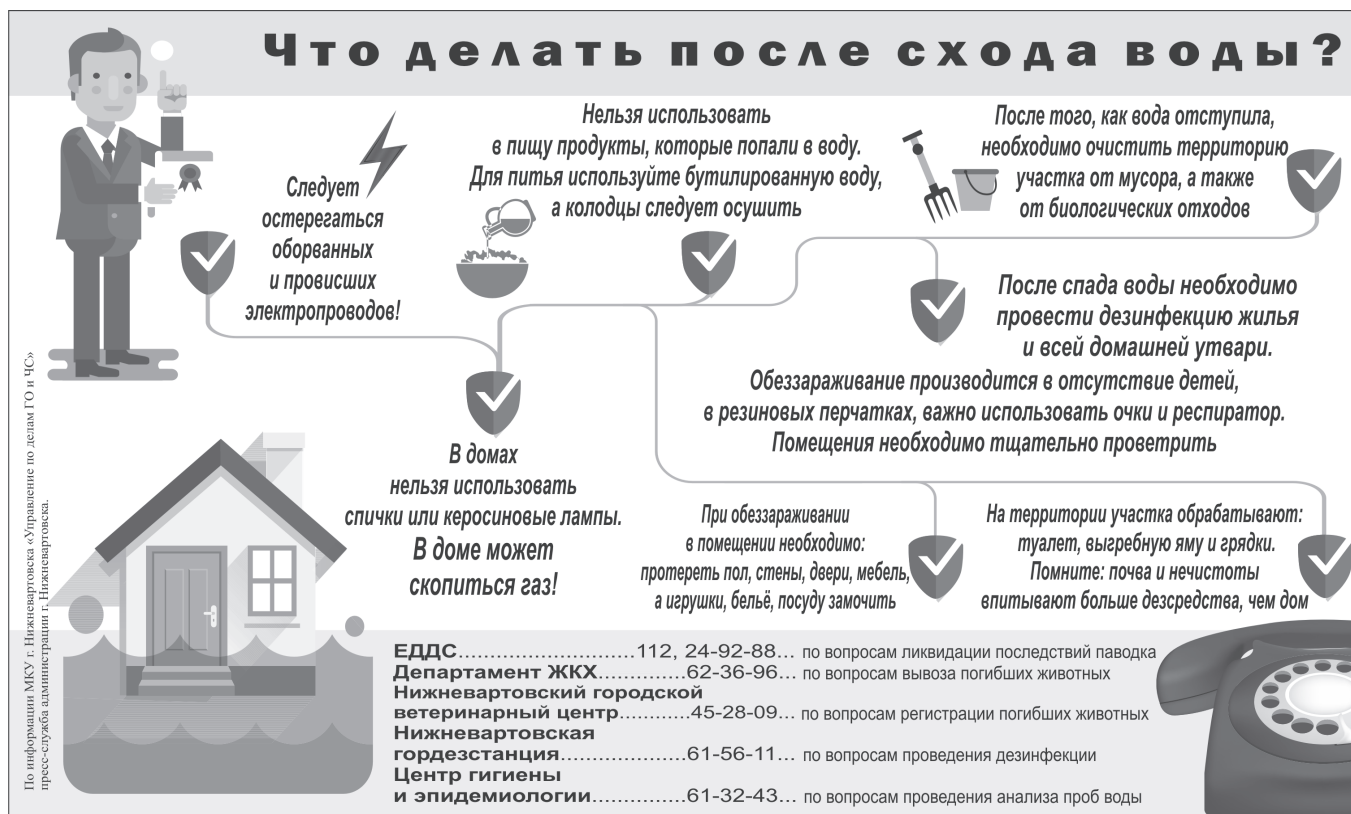 Что делать после схода воды?
Следует
остерегаться
оборванных
и провисших
электропроводов!
Нельзя использовать
в пищу продукты, которые попали в воду.
Для питья используйте бутилированную воду,
а колодцы следует осушить
После того, как вода отступила,
необходимо очистить территорию
участка от мусора, а также
от биологических отходов
После спада воды необходимо
провести дезинфекцию жилья
и всей домашней утвари.
Обеззараживание производится в отсутствие детей,
в резиновых перчатках, важно использовать очки и респиратор.
Помещения необходимо тщательно проветрить
В домах
нельзя использовать
спички или керосиновые лампы.
В доме может
скопиться газ!
При обеззараживании
в помещении необходимо:
протереть пол, стены, двери, мебель,
а игрушки, бельё, посуду замочить
На территории участка обрабатывают:
туалет, выгребную яму и грядки.
Помните: почва и нечистоты
впитывают больше дезсредства, чем дом
ЕДДС............................112, 24-92-88... по вопросам ликвидации последствий паводка
Департамент ЖКХ..............62-36-96... по вопросам вывоза погибших животных
Нижневартовский городской
ветеринарный центр...........45-28-09... по вопросам регистрации погибших животных
Нижневартовская
гордезстанция....................61-56-11... по вопросам проведения дезинфекции
Центр гигиены
и эпидемиологии...............61-32-43... по вопросам проведения анализа проб воды
По информации МКУ г. Нижневартовска «Управление по делам ГО и ЧС»
пресс-служба администрации г. Нижневартовска.